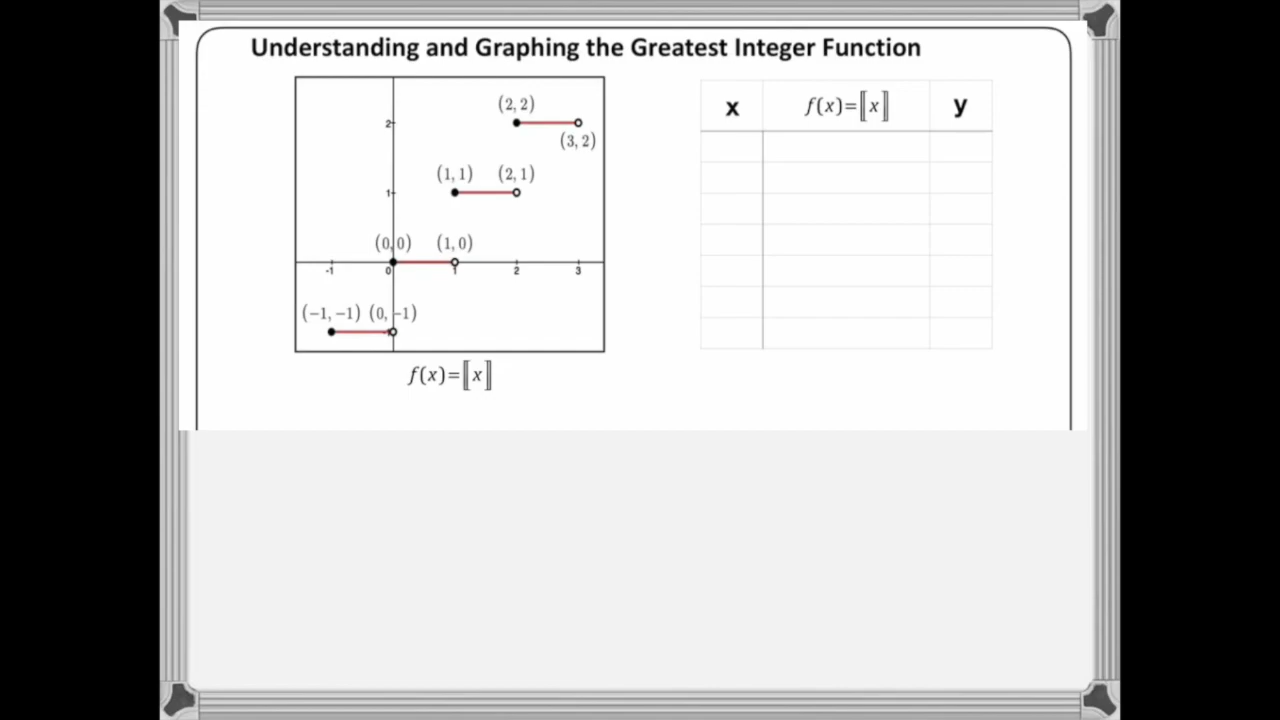 Understanding and Graphing the Greatest Integer Function
(2, 2)
2
(3, 2)
(1, 1) (2, 1)
1
(0, 0) (1, 0)
-1 0 1 2 3
(−1, −1) (0, −1)
f(x)=⟦x⟧
x f(x)=⟦x⟧ y